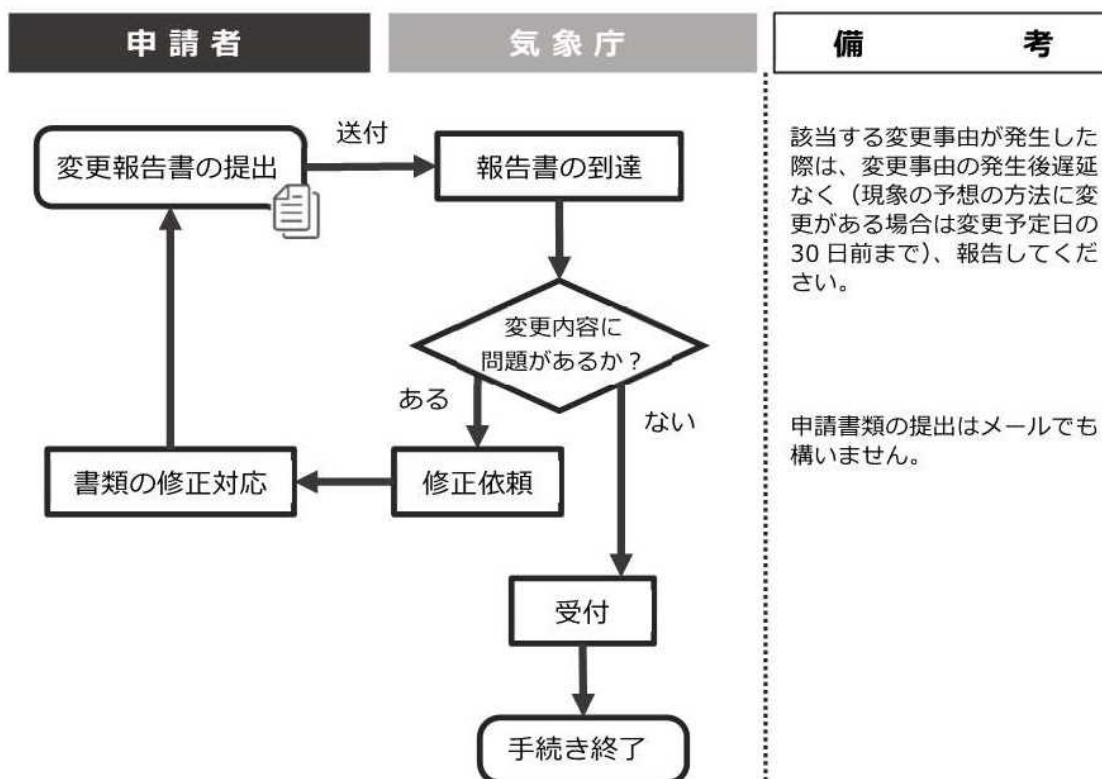 申請者
気象庁
備考
変更報告書の提出
送付
報告書の到達
変更内容に
問題があるか？
ある
ない
書類の修正対応
修正依頼
受付
手続き終了
該当する変更事由が発生した
際は、変更事由の発生後遅延
なく（現象の予想の方法に変
更がある場合は変更予定日の
30 日前まで）、報告してくだ
さい。
申請書類の提出はメールでも
構いません。